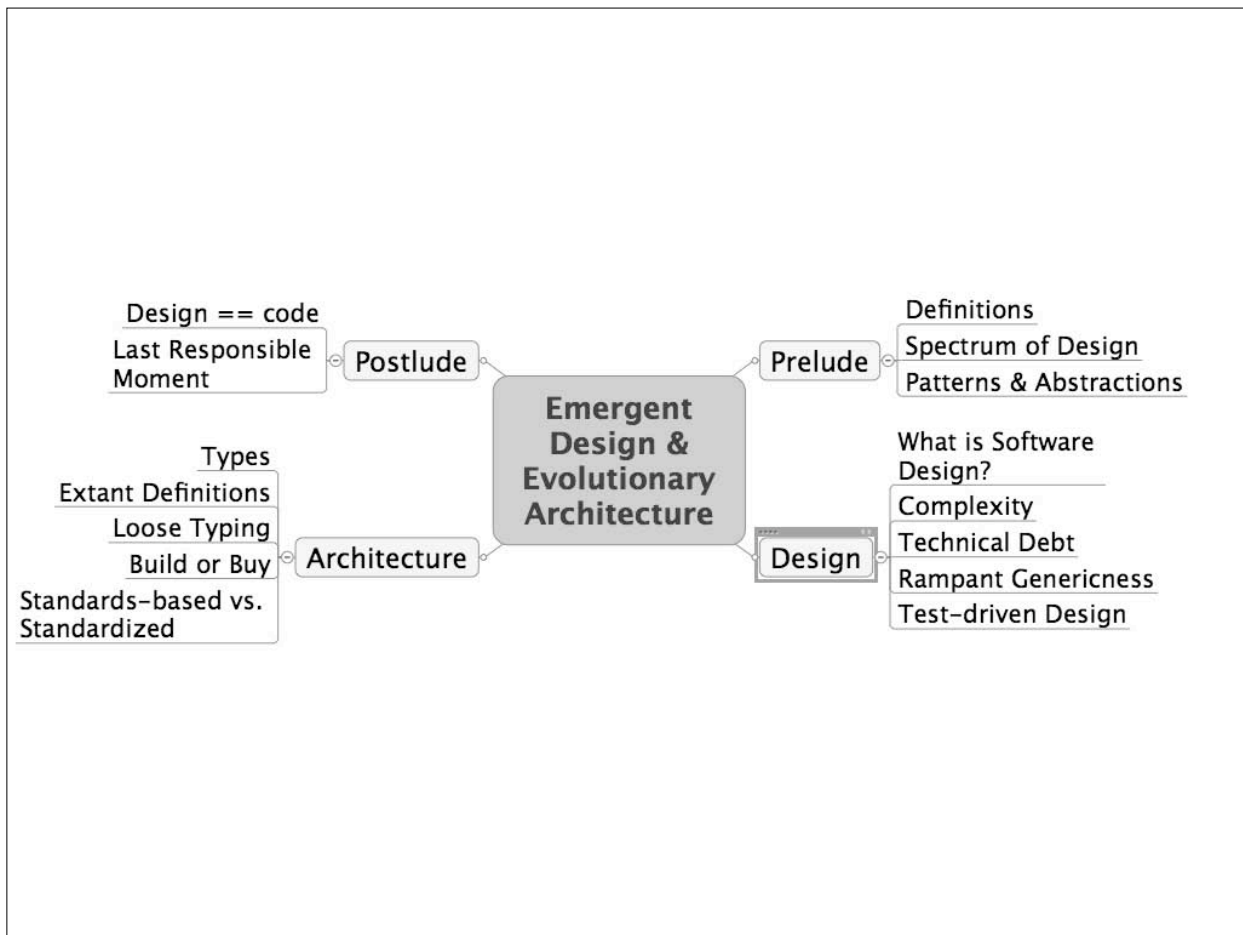 Emergent
Design &
Evolutionary
Architecture
Prelude
Definitions
Spectrum of Design
Patterns & Abstractions
Design
What is Software
Design?
Complexity
Technical Debt
Rampant Genericness
Test-driven Design
Architecture
Types
Extant Definitions
Loose Typing
Build or Buy
Standards-based vs.
Standardized
Postlude
Design == code
Last Responsible
Moment